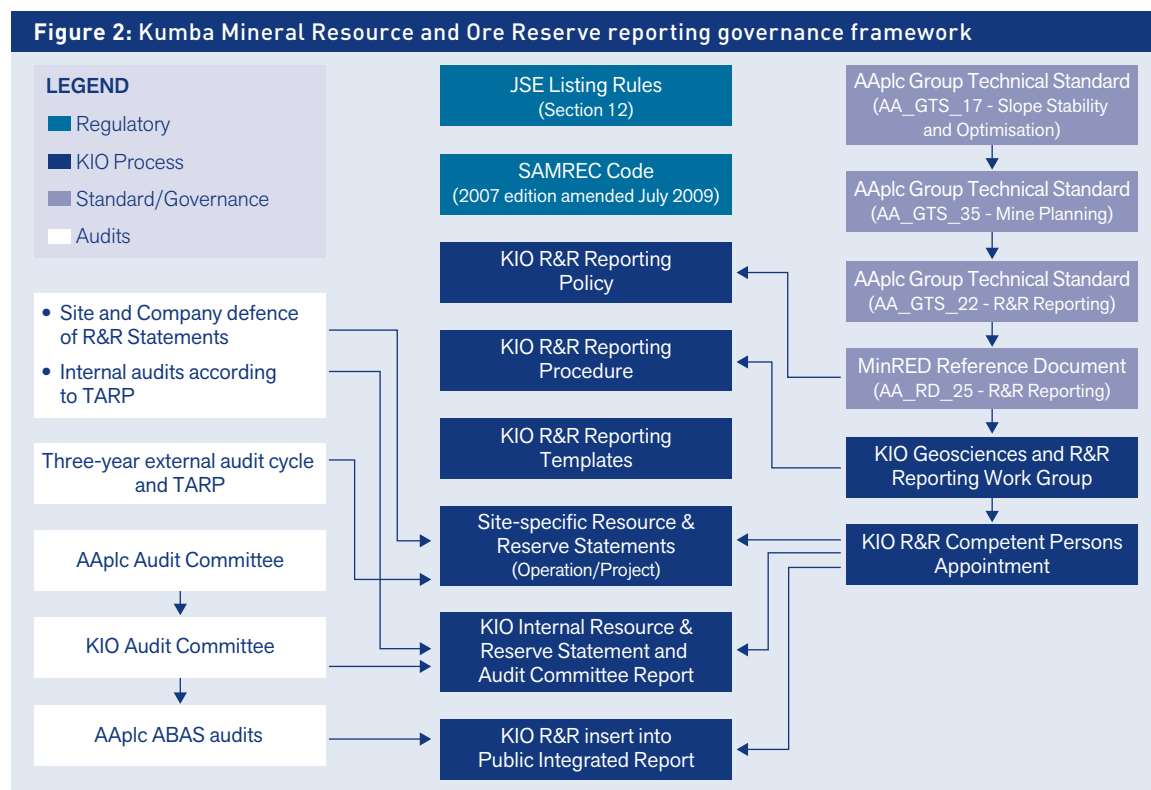 Figure 2: Kumba Mineral Resource and Ore Reserve reporting governance framework
LEGEND
Regulatory
KIO Process
Standard/Governance
Audits
• Site and Company defence
of R&R Statements
• Internal audits according
to TARP
Three-year external audit cycle
and TARP
AAplc Audit Committee
KIO Audit Committee
AAplc ABAS audits
JSE Listing Rules
(Section 12)
SAMREC Code
(2007 edition amended July 2009)
KIO R&R Reporting
Policy
KIO R&R Reporting
Procedure
KIO R&R Reporting
Templates
Site-specific Resource &
Reserve Statements
(Operation/Project)
KIO Internal Resource &
Reserve Statement and
Audit Committee Report
KIO R&R insert into
Public Integrated Report
AAplc Group Technical Standard
(AA_GTS_17 - Slope Stability
and Optimisation)
AAplc Group Technical Standard
(AA_GTS_35 - Mine Planning)
AAplc Group Technical Standard
(AA_GTS_22 - R&R Reporting)
MinRED Reference Document
(AA_RD_25 - R&R Reporting)
KIO Geosciences and R&R
Reporting Work Group
KIO R&R Competent Persons
Appointment